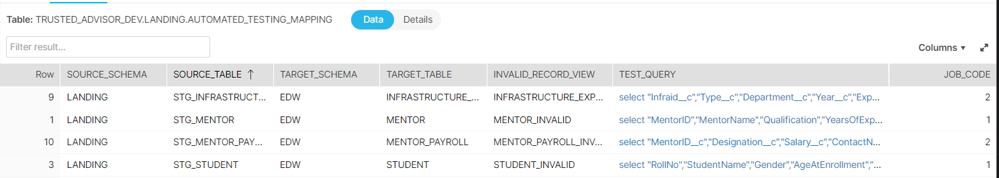 Table: TRUSTED_ADVISOR_DEV.LANDING.AUTOMATED_TESTING_MAPPING Data Details
Filter result...
Columns ▾
Row SOURCE_SCHEMA SOURCE_TABLE ↑ TARGET_SCHEMA TARGET_TABLE INVALID_RECORD_VIEW TEST_QUERY JOB_CODE
9 LANDING STG_INFRASTRUCT... EDW INFRASTRUCTURE_... INFRASTRUCTURE_EXP... select "Infraid__c","Type__c","Department__c","Year__c","Exp... 2
1 LANDING STG_MENTOR EDW MENTOR MENTOR_INVALID select "MentorID","MentorName","Qualification","YearsOfExp... 1
10 LANDING STG_MENTOR_PAY... EDW MENTOR_PAYROLL MENTOR_PAYROLL_INV... select "MentorID__c","Designation__c","Salary__c","ContactN... 2
3 LANDING STG_STUDENT EDW STUDENT STUDENT_INVALID select "RollNo","StudentName","Gender","AgeAtEnrollment","... 1